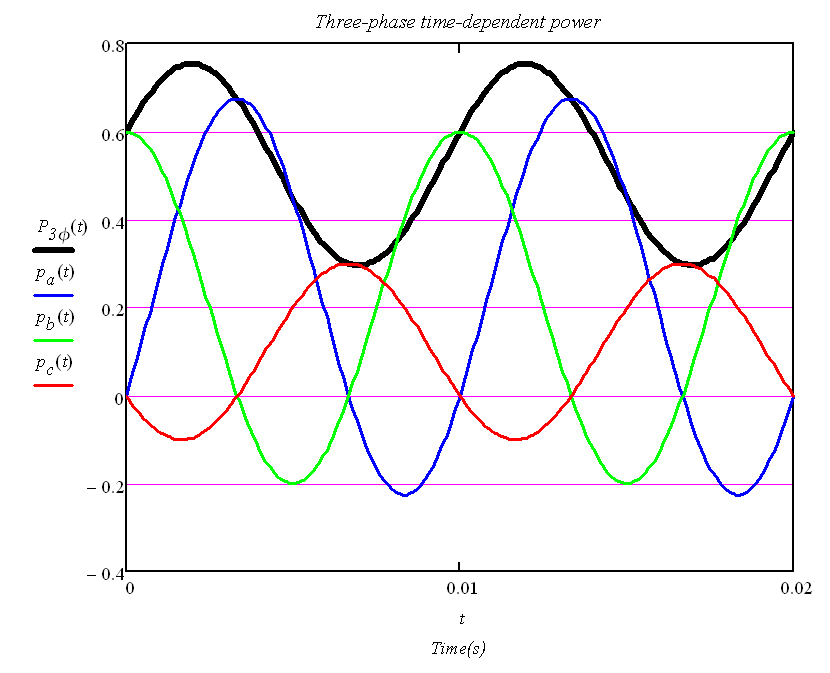 Three-phase time-dependent power
0.8
0.6
0.4
0.2
0
− 0.2
− 0.4
P3ϕ(t)
pa(t)
pb(t)
pc(t)
0
0.01
0.02
t
Time(s)